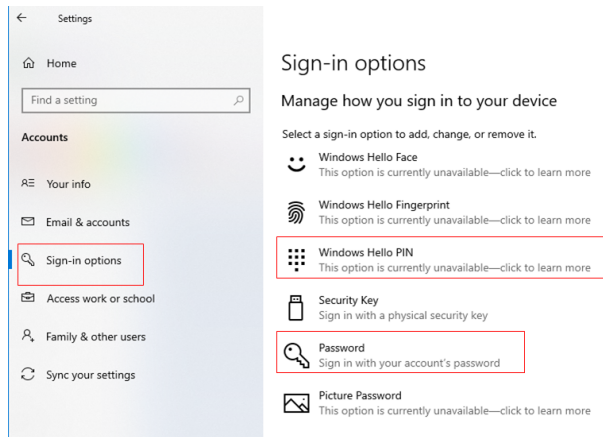 Settings
Home
Find a setting
Accounts
Your info
Email & accounts
Sign-in options
Access work or school
Family & other users
Sync your settings
Sign-in options
Manage how you sign in to your device
Select a sign-in option to add, change, or remove it.
Windows Hello Face
This option is currently unavailable—click to learn more
Windows Hello Fingerprint
This option is currently unavailable—click to learn more
Windows Hello PIN
This option is currently unavailable—click to learn more
Security Key
Sign in with a physical security key
Password
Sign in with your account's password
Picture Password
This option is currently unavailable—click to learn more